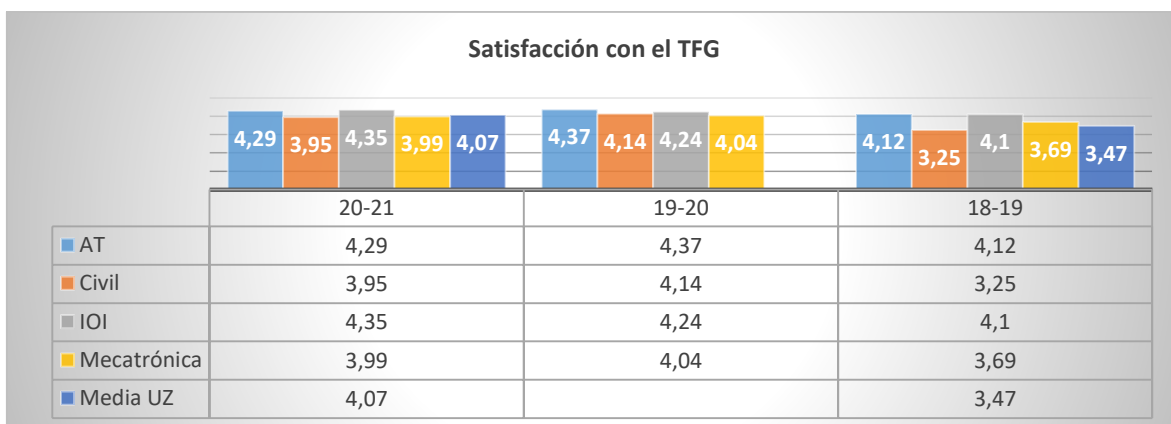 Satisfacción con el TFG
4,29 3,95 4,35 3,99 4,07 4,37 4,14 4,24 4,04 4,12 3,25 4,1 3,69 3,47
20-21 19-20 18-19
AT 4,29 4,37 4,12
Civil 3,95 4,14 3,25
IOI 4,35 4,24 4,1
Mecatrónica 3,99 4,04 3,69
Media UZ 4,07 3,47